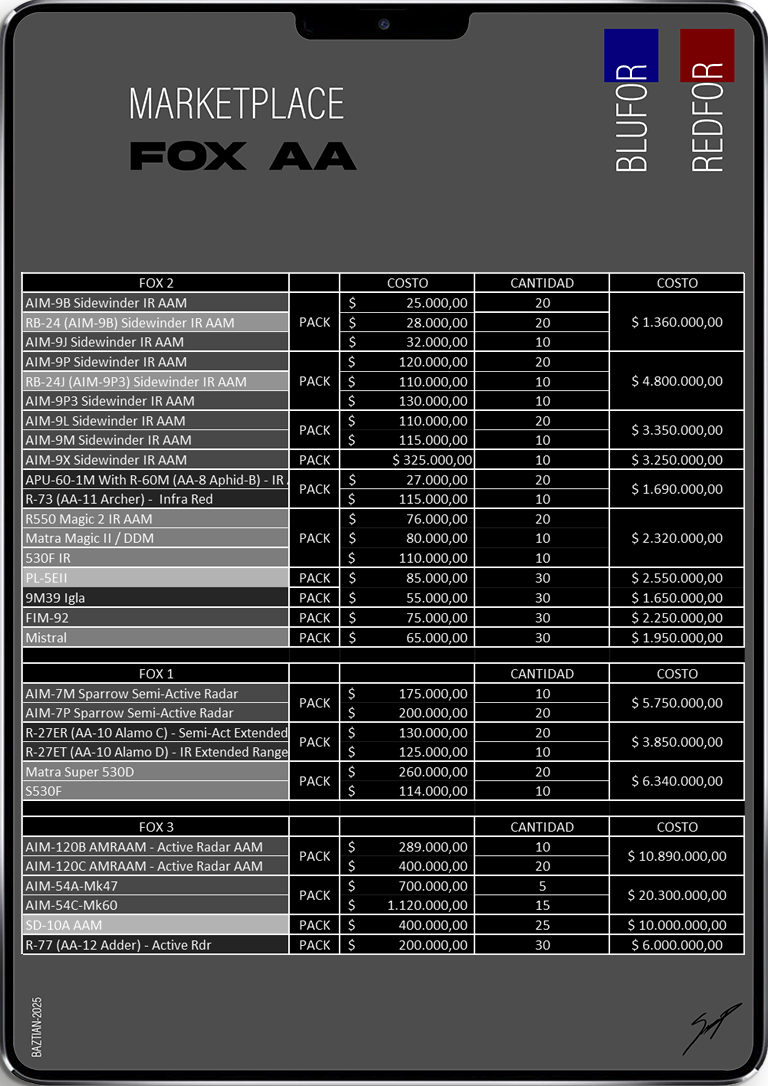 MARKETPLACE
FOX AA
BLUFOR
REDFOR
FOX 2 COSTO CANTIDAD COSTO
AIM-9B Sidewinder IR AAM PACK $ 25.000,00 20 $ 1.360.000,00
RB-24 (AIM-9B) Sidewinder IR AAM $ 28.000,00 20
AIM-9J Sidewinder IR AAM $ 32.000,00 10
AIM-9P Sidewinder IR AAM PACK $ 120.000,00 20 $ 4.800.000,00
RB-24J (AIM-9P3) Sidewinder IR AAM $ 110.000,00 10
AIM-9P3 Sidewinder IR AAM $ 130.000,00 10
AIM-9L Sidewinder IR AAM PACK $ 110.000,00 20 $ 3.350.000,00
AIM-9M Sidewinder IR AAM $ 115.000,00 10
AIM-9X Sidewinder IR AAM PACK $ 325.000,00 10 $ 3.250.000,00
APU-60-1M With R-60M (AA-8 Aphid-B) - IR PACK $ 27.000,00 20 $ 1.690.000,00
R-73 (AA-11 Archer) - Infra Red $ 115.000,00 10
R550 Magic 2 IR AAM PACK $ 76.000,00 20 $ 2.320.000,00
Matra Magic II / DDM $ 80.000,00 10
530F IR $ 110.000,00 10
PL-5EII PACK $ 85.000,00 30 $ 2.550.000,00
9M39 Igla PACK $ 55.000,00 30 $ 1.650.000,00
FIM-92 PACK $ 75.000,00 30 $ 2.250.000,00
Mistral PACK $ 65.000,00 30 $ 1.950.000,00
FOX 1 CANTIDAD COSTO
AIM-7M Sparrow Semi-Active Radar PACK $ 175.000,00 10 $ 5.750.000,00
AIM-7P Sparrow Semi-Active Radar $ 200.000,00 20
R-27ER (AA-10 Alamo C) - Semi-Act Extended PACK $ 130.000,00 20 $ 3.850.000,00
R-27ET (AA-10 Alamo D) - IR Extended Range $ 125.000,00 10
Matra Super 530D PACK $ 260.000,00 20 $ 6.340.000,00
S530F $ 114.000,00 10
FOX 3 CANTIDAD COSTO
AIM-120B AMRAAM - Active Radar AAM PACK $ 289.000,00 10 $ 10.890.000,00
AIM-120C AMRAAM - Active Radar AAM $ 400.000,00 20
AIM-54A-Mk47 PACK $ 700.000,00 5 $ 20.300.000,00
AIM-54C-Mk60 $ 1.120.000,00 15
SD-10A AAM PACK $ 400.000,00 25 $ 10.000.000,00
R-77 (AA-12 Adder) - Active Rdr PACK $ 200.000,00 30 $ 6.000.000,00
BAZTIAN-2025